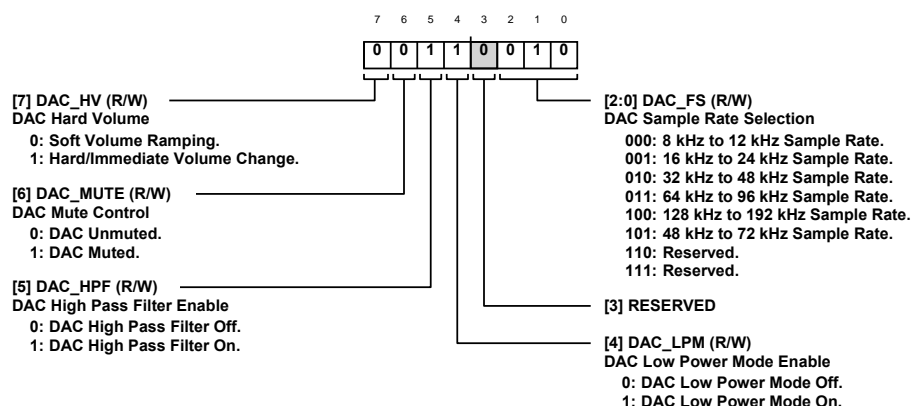 7 6 5 4 3 2 1 0
0 0 1 1 0 0 1 0
[7] DAC_HV (R/W)
DAC Hard Volume
0: Soft Volume Ramping.
1: Hard/Immediate Volume Change.
[6] DAC_MUTE (R/W)
DAC Mute Control
0: DAC Unmuted.
1: DAC Muted.
[5] DAC_HPF (R/W)
DAC High Pass Filter Enable
0: DAC High Pass Filter Off.
1: DAC High Pass Filter On.
[2:0] DAC_FS (R/W)
DAC Sample Rate Selection
000: 8 kHz to 12 kHz Sample Rate.
001: 16 kHz to 24 kHz Sample Rate.
010: 32 kHz to 48 kHz Sample Rate.
011: 64 kHz to 96 kHz Sample Rate.
100: 128 kHz to 192 kHz Sample Rate.
101: 48 kHz to 72 kHz Sample Rate.
110: Reserved.
111: Reserved.
[3] RESERVED
[4] DAC_LPM (R/W)
DAC Low Power Mode Enable
0: DAC Low Power Mode Off.
1: DAC Low Power Mode On.